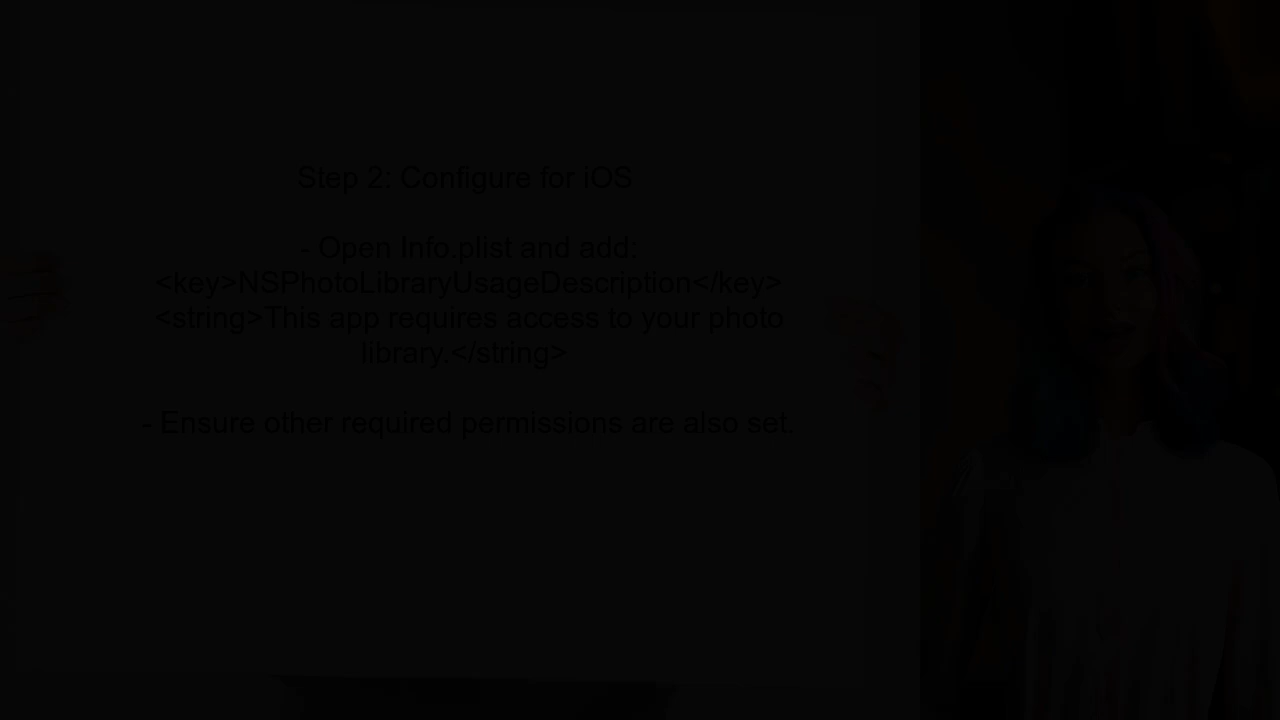 Step 2: Configure for iOS
- Open Info.plist and add:
<key>NSPhotoLibraryUsageDescription</key>
<string>This app requires access to your photo
library.</string>
- Ensure other required permissions are also set.